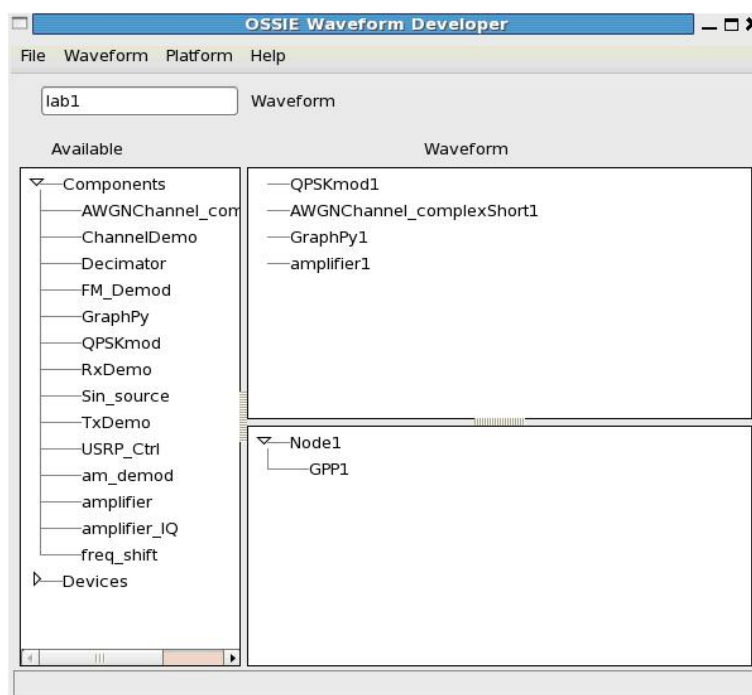 OSSIE Waveform Developer
File Waveform Platform Help
lab1 Waveform
Available
Components
AWGNChannel_com
ChannelDemo
Decimator
FM_Demod
GraphPy
QPSKmod
RxDemo
Sin_source
TxDemo
USRP_Ctrl
am_demod
amplifier
amplifier_IQ
freq_shift
Devices
Waveform
QPSKmod1
AWGNChannel_complexShort1
GraphPy1
amplifier1
Node1
GPP1